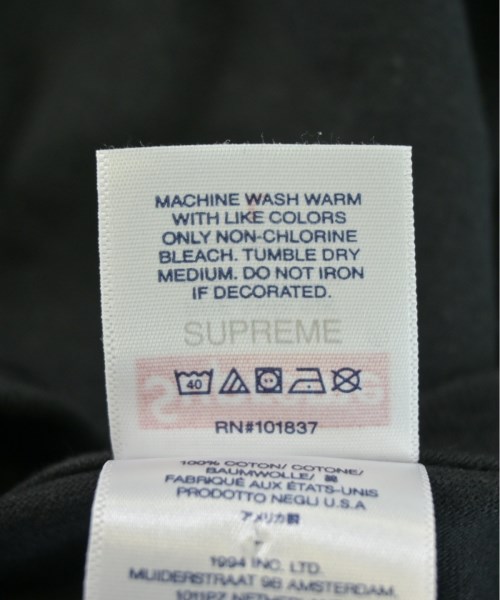 MACHINE WASH WARM
WITH LIKE COLORS
ONLY NON-CHLORINE
BLEACH. TUMBLE DRY
MEDIUM. DO NOT IRON
IF DECORATED.
SUPREME
40
RN#101837
100% COTON/ COTONE/
BAUMWOLLE/ 綿
FABRIQUÉ AUX ÉTATS-UNIS
PRODOTTO NEGLI U.S.A
アメリカ製
1994 INC. LTD.
MUIDERSTRAAT 9B AMSTERDAM,
1011PZ NETHERLANDS